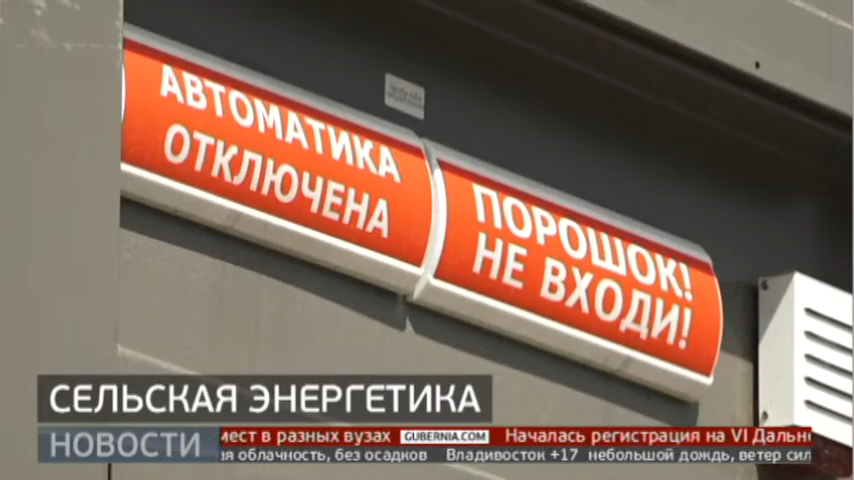 АВТОМАТИКА
ОТКЛЮЧЕНА
ПОРОШОК!
НЕ ВХОДИ!
СЕЛЬСКАЯ ЭНЕРГЕТИКА
НОВОСТИ
мест в разных вузах GUBERNIA.COM Началась регистрация на VI Дальн
облачность, без осадков Владивосток +17 небольшой дождь, ветер сил